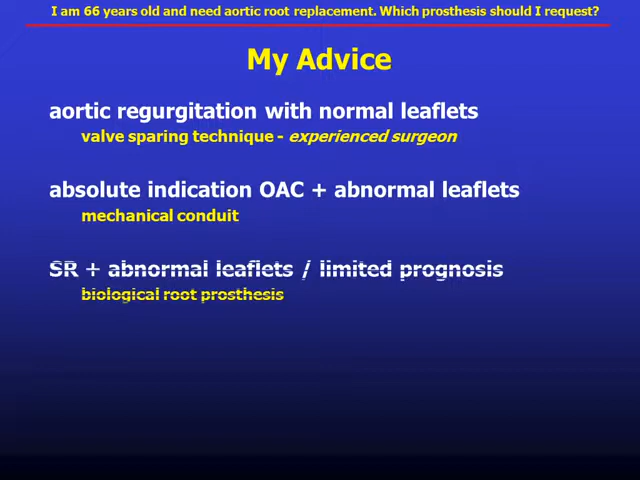 I am 66 years old and need aortic root replacement. Which prosthesis should I request?
My Advice
aortic regurgitation with normal leaflets
valve sparing technique - experienced surgeon
absolute indication OAC + abnormal leaflets
mechanical conduit
SR + abnormal leaflets / limited prognosis
biological root prosthesis